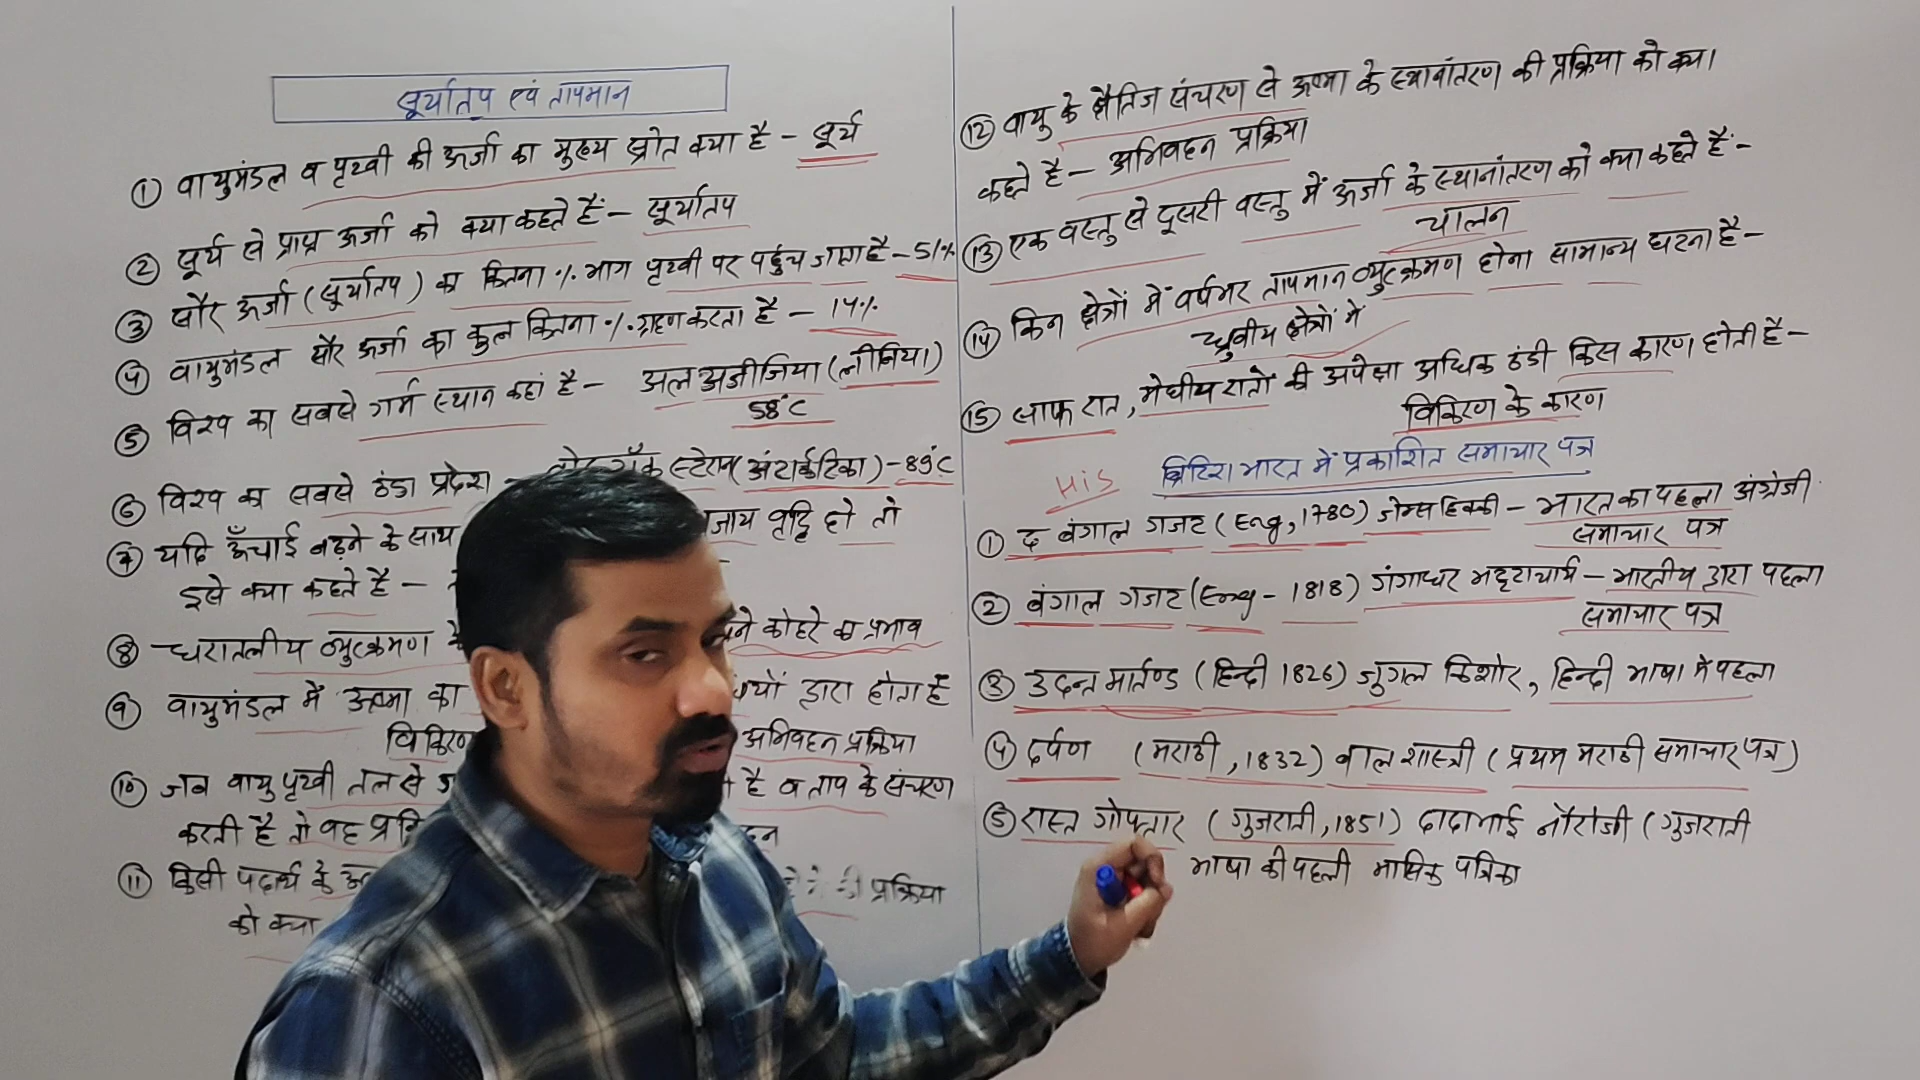 सूर्यातप एवं तापमान
① वायुमंडल व पृथ्वी की ऊर्जा का मुख्य स्रोत क्या है – सूर्य
② सूर्य से प्राप्त ऊर्जा को क्या कहते हैं – सूर्यातप
③ सौर ऊर्जा (सूर्यातप) का कितना % भाग पृथ्वी पर पहुंच जाता है – 51%
④ वायुमंडल सौर ऊर्जा का कुल कितना % ग्रहण करता है – 14%
⑤ विश्व का सबसे गर्म स्थान कहां है – अल अजीजिया (लीबिया)
58°C
⑥ विश्व का सबसे ठंडा प्रदेश – स्टेशन (अंटार्कटिका) – 89°C
⑦ यदि ऊँचाई बढ़ने के साथ वृद्धि हो तो
इसे क्या कहते है –
⑧ धरातलीय व्युत्क्रमण कोहरे का प्रभाव
⑨ वायुमंडल में ऊष्मा का द्वारा होता है
विकिरण अभिवहन प्रक्रिया
⑩ जब वायु पृथ्वी तल से है व ताप के संचरण
करती है तो वह
⑪ किसी पदार्थ के की प्रक्रिया
को क्या
⑫ वायु के क्षैतिज संचरण से ऊष्मा के स्थानांतरण की प्रक्रिया को क्या
कहते है – अभिवहन प्रक्रिया
⑬ एक वस्तु से दूसरी वस्तु में ऊर्जा के स्थानांतरण को क्या कहते हैं –
चालन
⑭ किन क्षेत्रों में वर्षभर तापमान व्युत्क्रमण होना सामान्य घटना है –
ध्रुवीय क्षेत्रों में
⑮ साफ रात, मेघीय रातों की अपेक्षा अधिक ठंडी किस कारण होती है –
विकिरण के कारण
His ब्रिटिश भारत में प्रकाशित समाचार पत्र
① द बंगाल गजट (Eng, 1780) जेम्स हिक्की – भारत का पहला अंग्रेजी
समाचार पत्र
② बंगाल गजट (Eng – 1818) गंगाधर भट्टाचार्य – भारतीय द्वारा पहला
समाचार पत्र
③ उदन्त मार्तण्ड (हिन्दी 1826) जुगल किशोर, हिन्दी भाषा में पहला
④ दर्पण (मराठी, 1832) बाल शास्त्री (प्रथम मराठी समाचार पत्र)
⑤ रास्त गोफ्तार (गुजराती, 1851) दादाभाई नौरोजी (गुजराती
भाषा की पहली मासिक पत्रिका